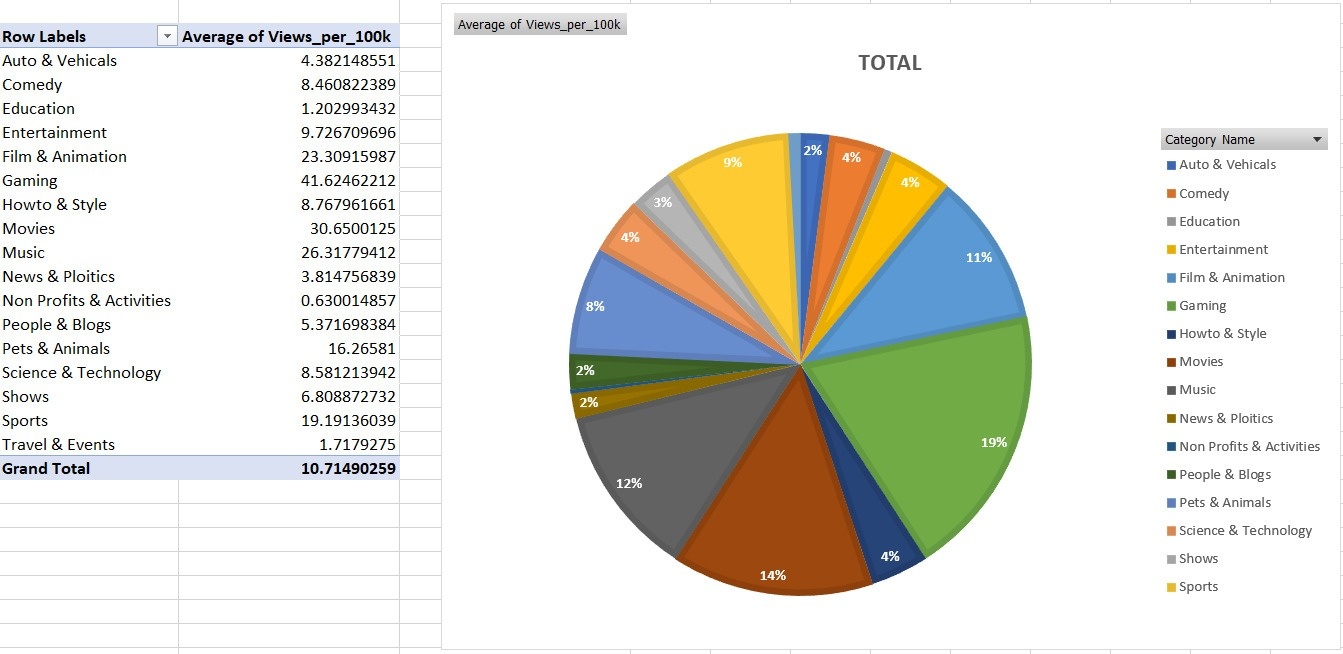 Row Labels Average of Views_per_100k
Auto & Vehicals 4.382148551
Comedy 8.460822389
Education 1.202993432
Entertainment 9.726709696
Film & Animation 23.30915987
Gaming 41.62462212
Howto & Style 8.767961661
Movies 30.6500125
Music 26.31779412
News & Ploitics 3.814756839
Non Profits & Activities 0.630014857
People & Blogs 5.371698384
Pets & Animals 16.26581
Science & Technology 8.581213942
Shows 6.808872732
Sports 19.19136039
Travel & Events 1.7179275
Grand Total 10.71490259
Average of Views_per_100k
TOTAL
2%
4%
4%
11%
19%
4%
14%
12%
2%
2%
8%
4%
3%
9%
Category Name
Auto & Vehicals
Comedy
Education
Entertainment
Film & Animation
Gaming
Howto & Style
Movies
Music
News & Ploitics
Non Profits & Activities
People & Blogs
Pets & Animals
Science & Technology
Shows
Sports